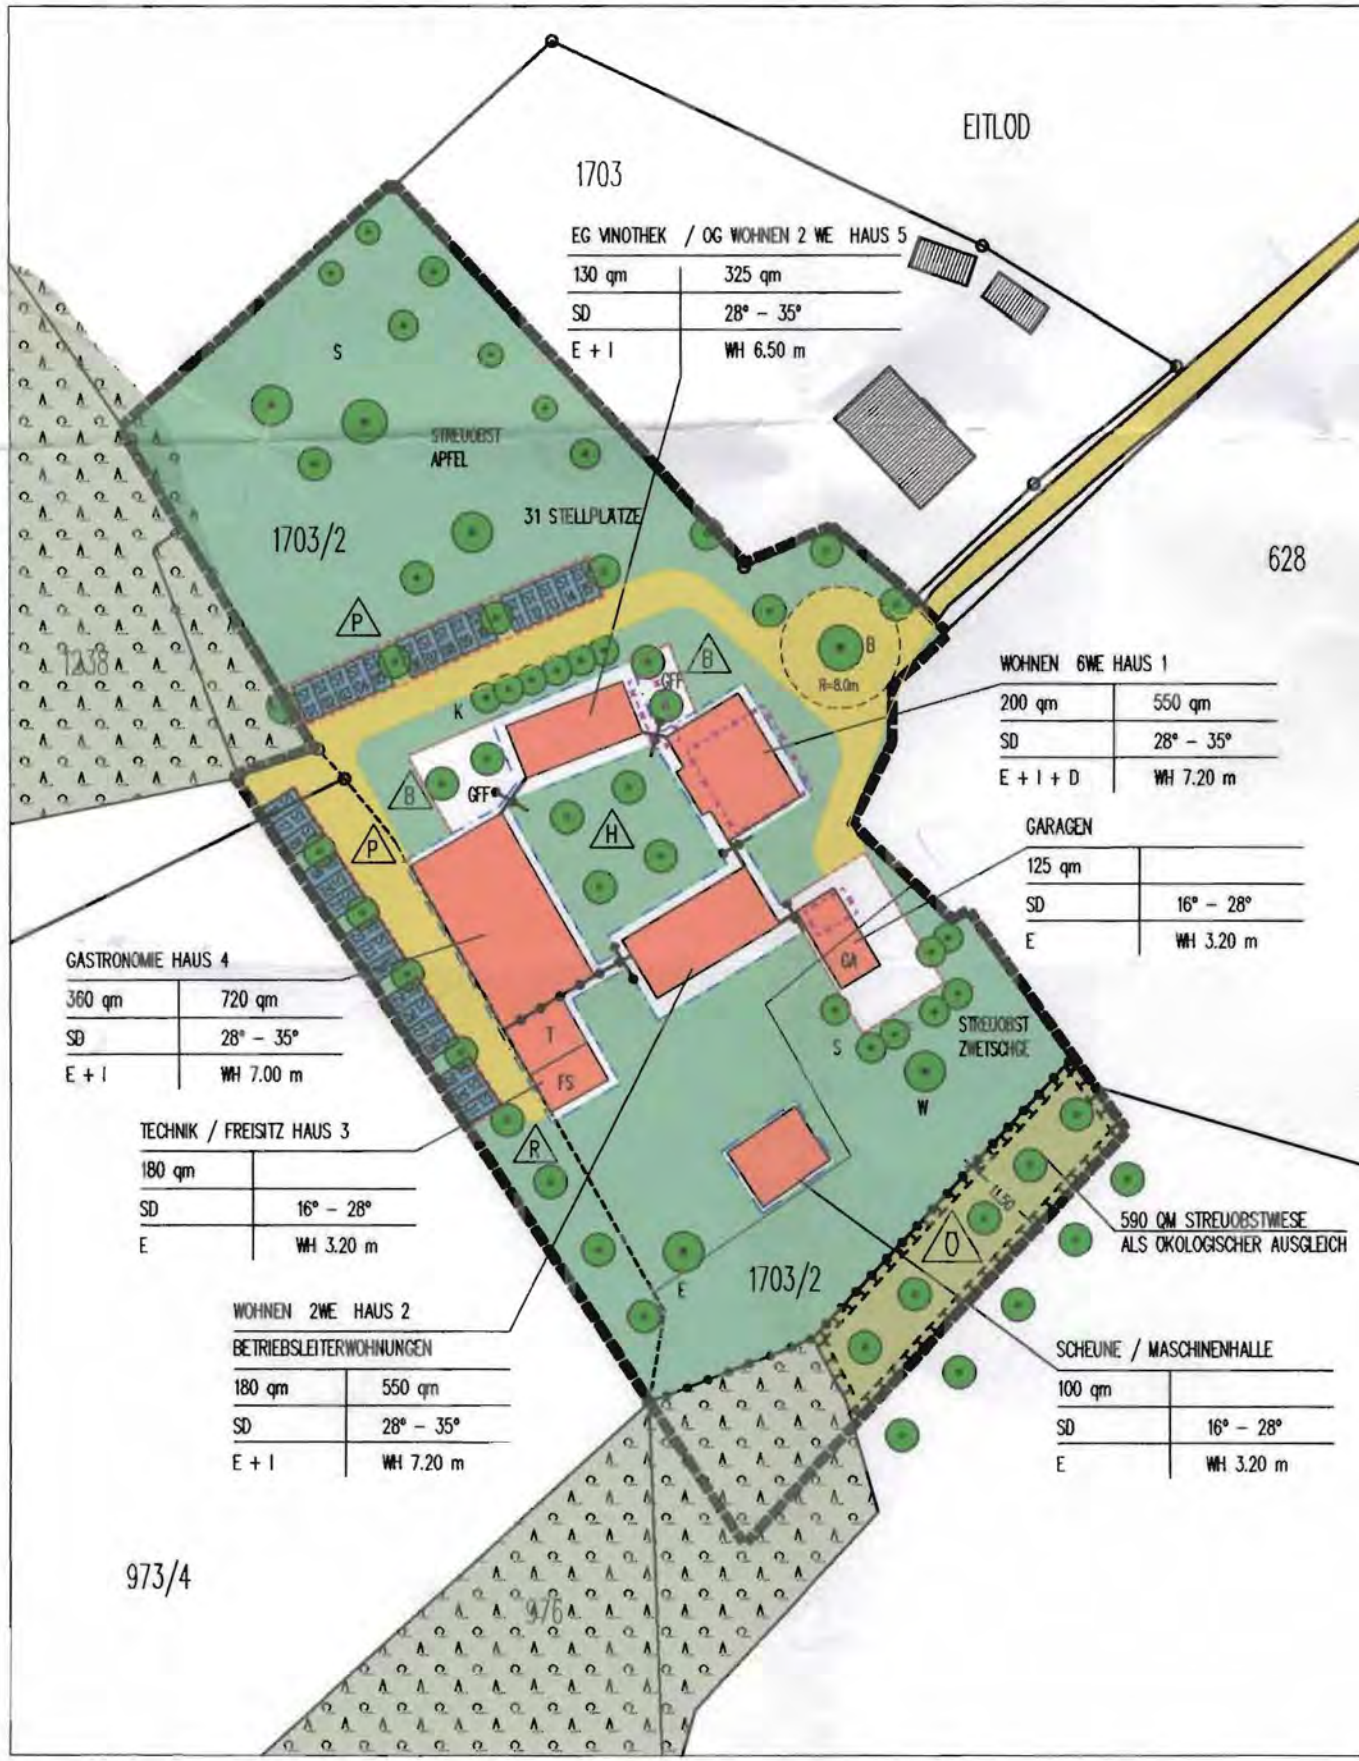 EITLÖD
1703
EG VINOTHEK / OG WOHNEN 2 WE HAUS 5
130 qm 325 qm
SD 28° - 35°
E + I WH 6.50 m
S
STREUOBST
APFEL
31 STELLPLÄTZE
1703/2
628
P
1238
B
B
R=8.0m
K
GFF
WOHNEN 6WE HAUS 1
200 qm 550 qm
SD 28° - 35°
E + I + D WH 7.20 m
B
GFF
P
H
GARAGEN
125 qm
SD 16° - 28°
E WH 3.20 m
GA
GASTRONOMIE HAUS 4
360 qm 720 qm
SD 28° - 35°
E + I WH 7.00 m
T
FS
STREUOBST
ZWETSCHGE
S
W
TECHNIK / FREISITZ HAUS 3
180 qm
SD 16° - 28°
E WH 3.20 m
R
11.50
Ö
590 QM STREUOBSTWIESE
ALS ÖKOLOGISCHER AUSGLEICH
E
1703/2
WOHNEN 2WE HAUS 2
BETRIEBSLEITERWOHNUNGEN
180 qm 550 qm
SD 28° - 35°
E + I WH 7.20 m
SCHEUNE / MASCHINENHALLE
100 qm
SD 16° - 28°
E WH 3.20 m
973/4
976